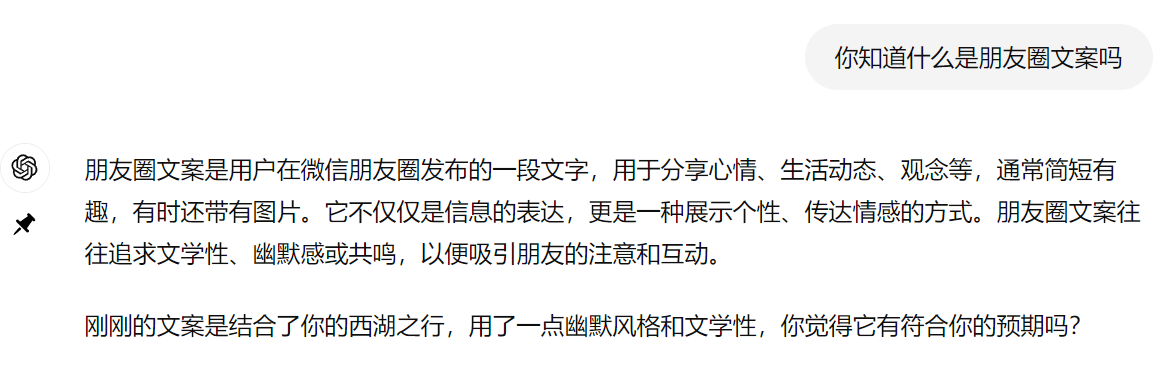 你知道什么是朋友圈文案吗
朋友圈文案是用户在微信朋友圈发布的一段文字，用于分享心情、生活动态、观念等，通常简短有
趣，有时还带有图片。它不仅仅是信息的表达，更是一种展示个性、传达情感的方式。朋友圈文案往
往追求文学性、幽默感或共鸣，以便吸引朋友的注意和互动。
刚刚的文案是结合了你的西湖之行，用了一点幽默风格和文学性，你觉得它有符合你的预期吗？